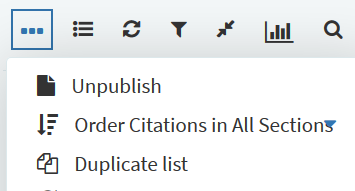 Unpublish
Order Citations in All Sections
Duplicate list